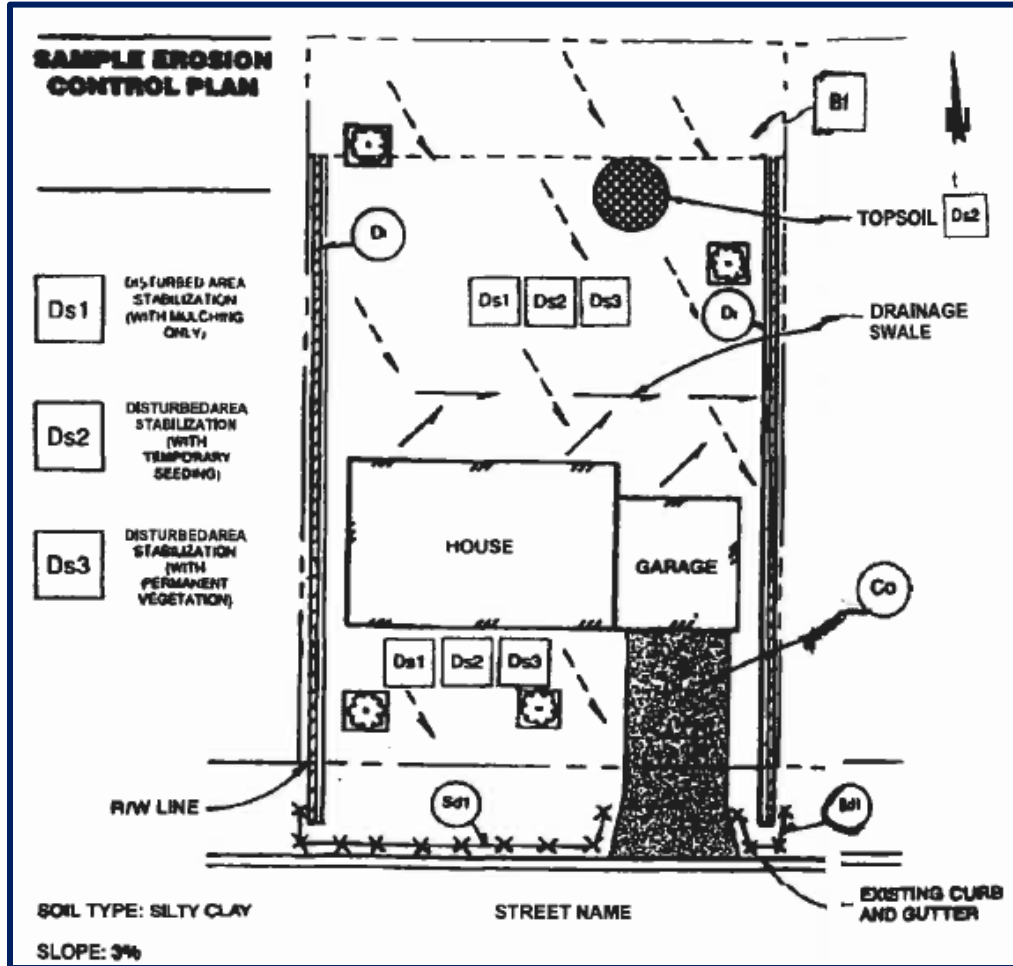 SAMPLE EROSION
CONTROL PLAN
Bf
N
t
Ds2
TOPSOIL
Di
Ds1
DISTURBED AREA
STABILIZATION
(WITH MULCHING
ONLY)
Ds1 Ds2 Ds3
Di
DRAINAGE
SWALE
Ds2
DISTURBEDAREA
STABILIZATION
(WITH
TEMPORARY
SEEDING)
Ds3
DISTURBEDAREA
STABILIZATION
(WITH
PERMANENT
VEGETATION)
HOUSE
GARAGE
Co
Ds1 Ds2 Ds3
R/W LINE
Sd1
Sd1
EXISTING CURB
AND GUTTER
SOIL TYPE: SILTY CLAY
STREET NAME
SLOPE: 3%